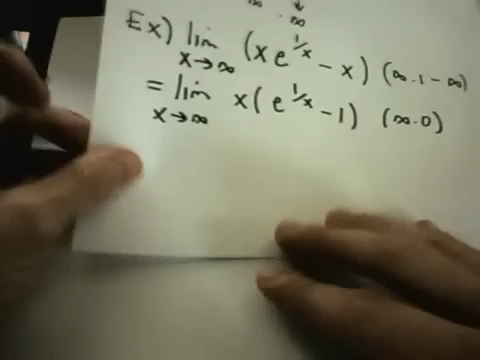 ∞ · ∞
Ex) lim x→∞ (xe^{1/x} - x) (∞·1 - ∞)
= lim x→∞ x(e^{1/x} - 1) (∞·0)